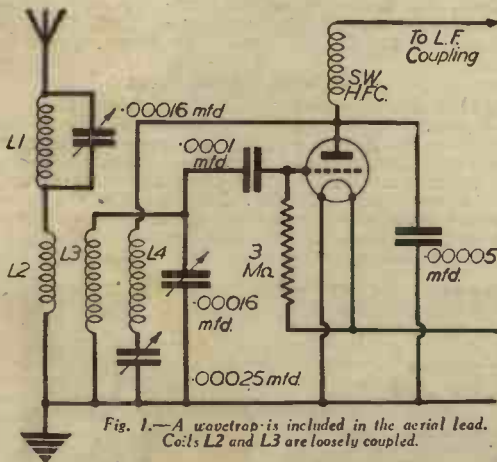 To L.F.
Coupling
S.W.
H.F.C.
L1
.00016 mfd.
.0001
mfd.
L2
L3
L4
3
MΩ
.00005
mfd.
.00016
mfd.
.00025 mfd.
Fig. 1.—A wavetrap is included in the aerial lead.
Coils L2 and L3 are loosely coupled.